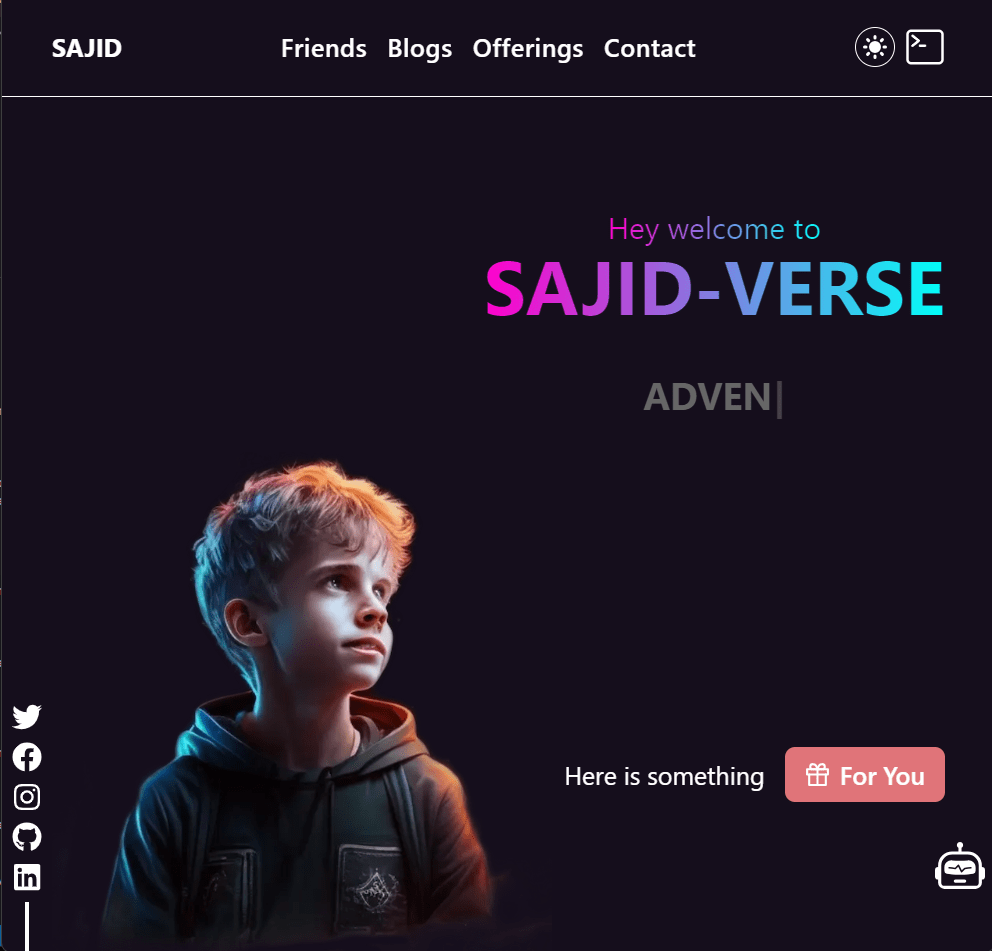 SAJID Friends Blogs Offerings Contact
Hey welcome to
SAJID-VERSE
ADVEN|
Here is something For You